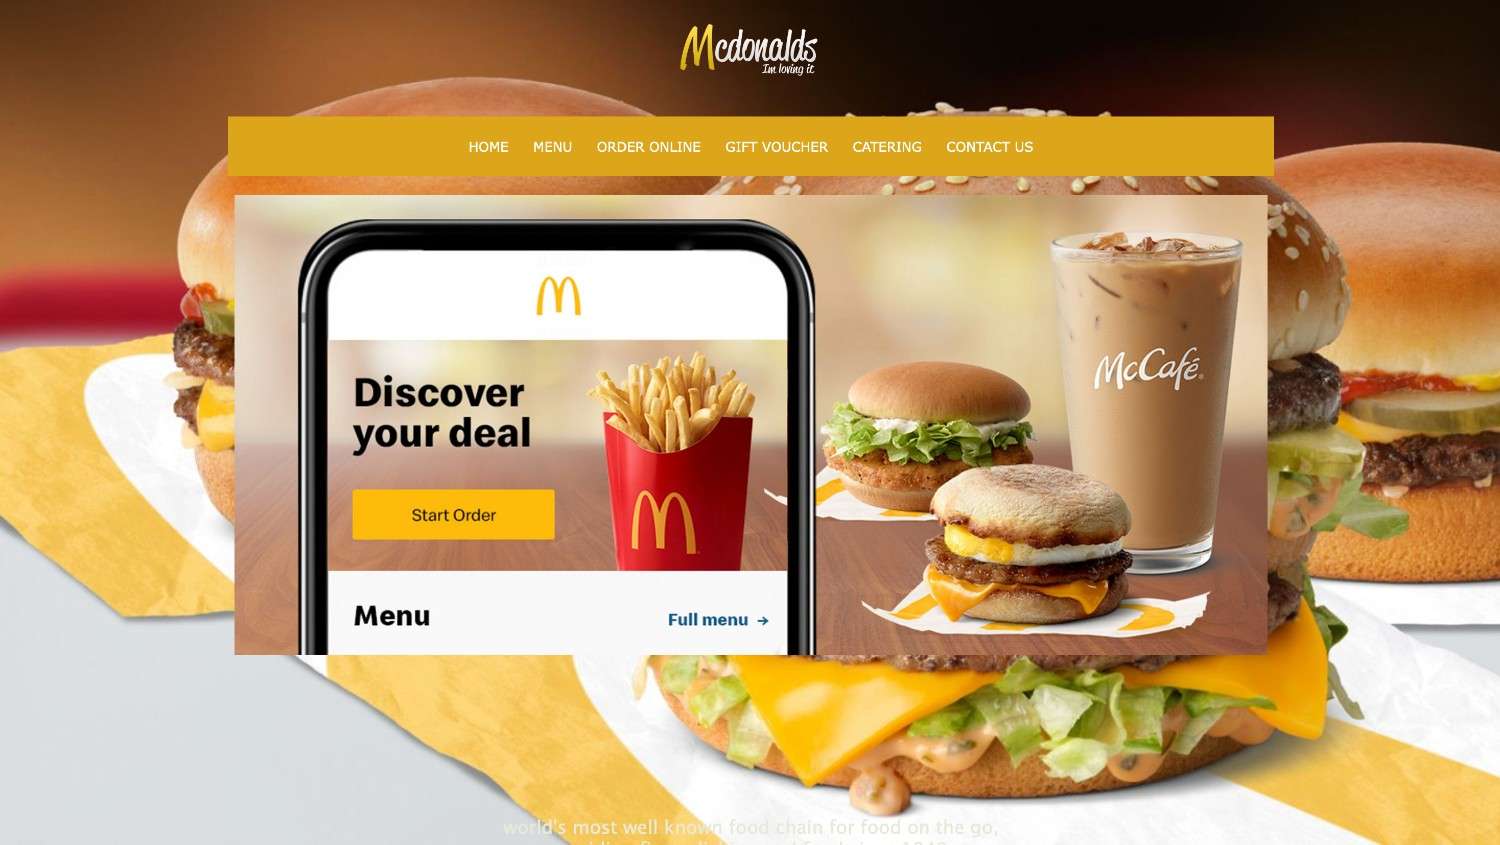 Mcdonalds
I'm loving it
HOME MENU ORDER ONLINE GIFT VOUCHER CATERING CONTACT US
Discover
your deal
Start Order
Menu Full menu →
McCafé
world's most well known food chain for food on the go,